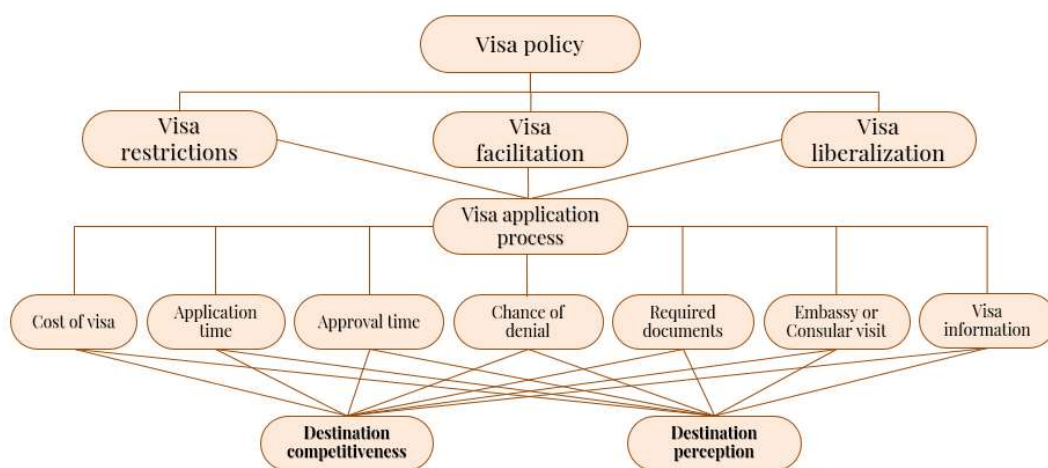 Visa policy
Visa
restrictions
Visa
facilitation
Visa
liberalization
Visa application
process
Cost of visa
Application
time
Approval time
Chance of
denial
Required
documents
Embassy or
Consular visit
Visa
information
Destination
competitiveness
Destination
perception